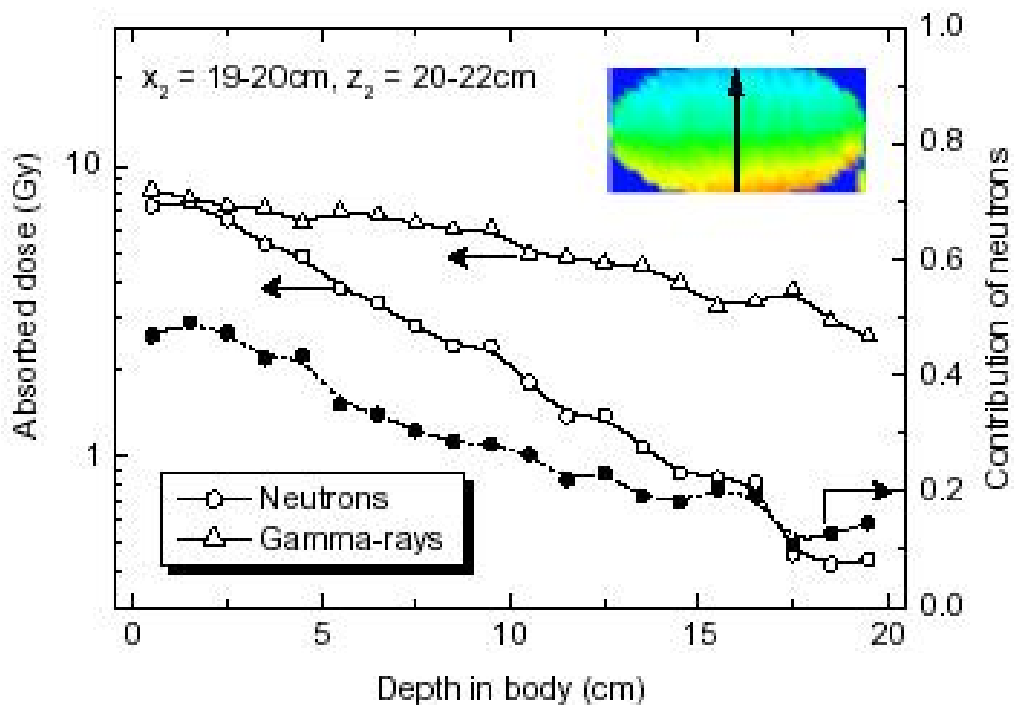 x₂ = 19-20cm, z₂ = 20-22cm
Absorbed dose (Gy)
10
1
Neutrons
Gamma-rays
0 5 10 15 20
Depth in body (cm)
1.0
0.8
0.6
0.4
0.2
0.0
Contribution of neutrons